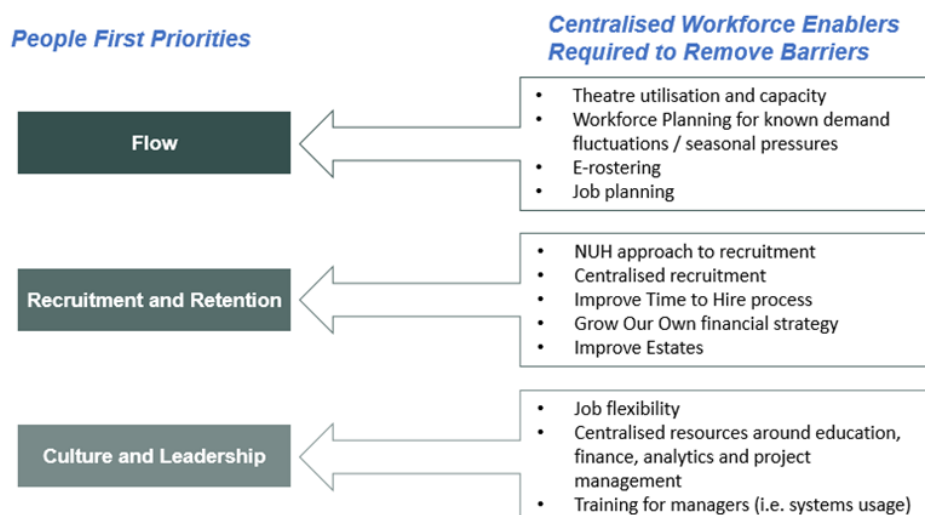 People First Priorities
Centralised Workforce Enablers
Required to Remove Barriers
Flow
• Theatre utilisation and capacity
• Workforce Planning for known demand
fluctuations / seasonal pressures
• E-rostering
• Job planning
Recruitment and Retention
• NUH approach to recruitment
• Centralised recruitment
• Improve Time to Hire process
• Grow Our Own financial strategy
• Improve Estates
Culture and Leadership
• Job flexibility
• Centralised resources around education,
finance, analytics and project
management
• Training for managers (i.e. systems usage)